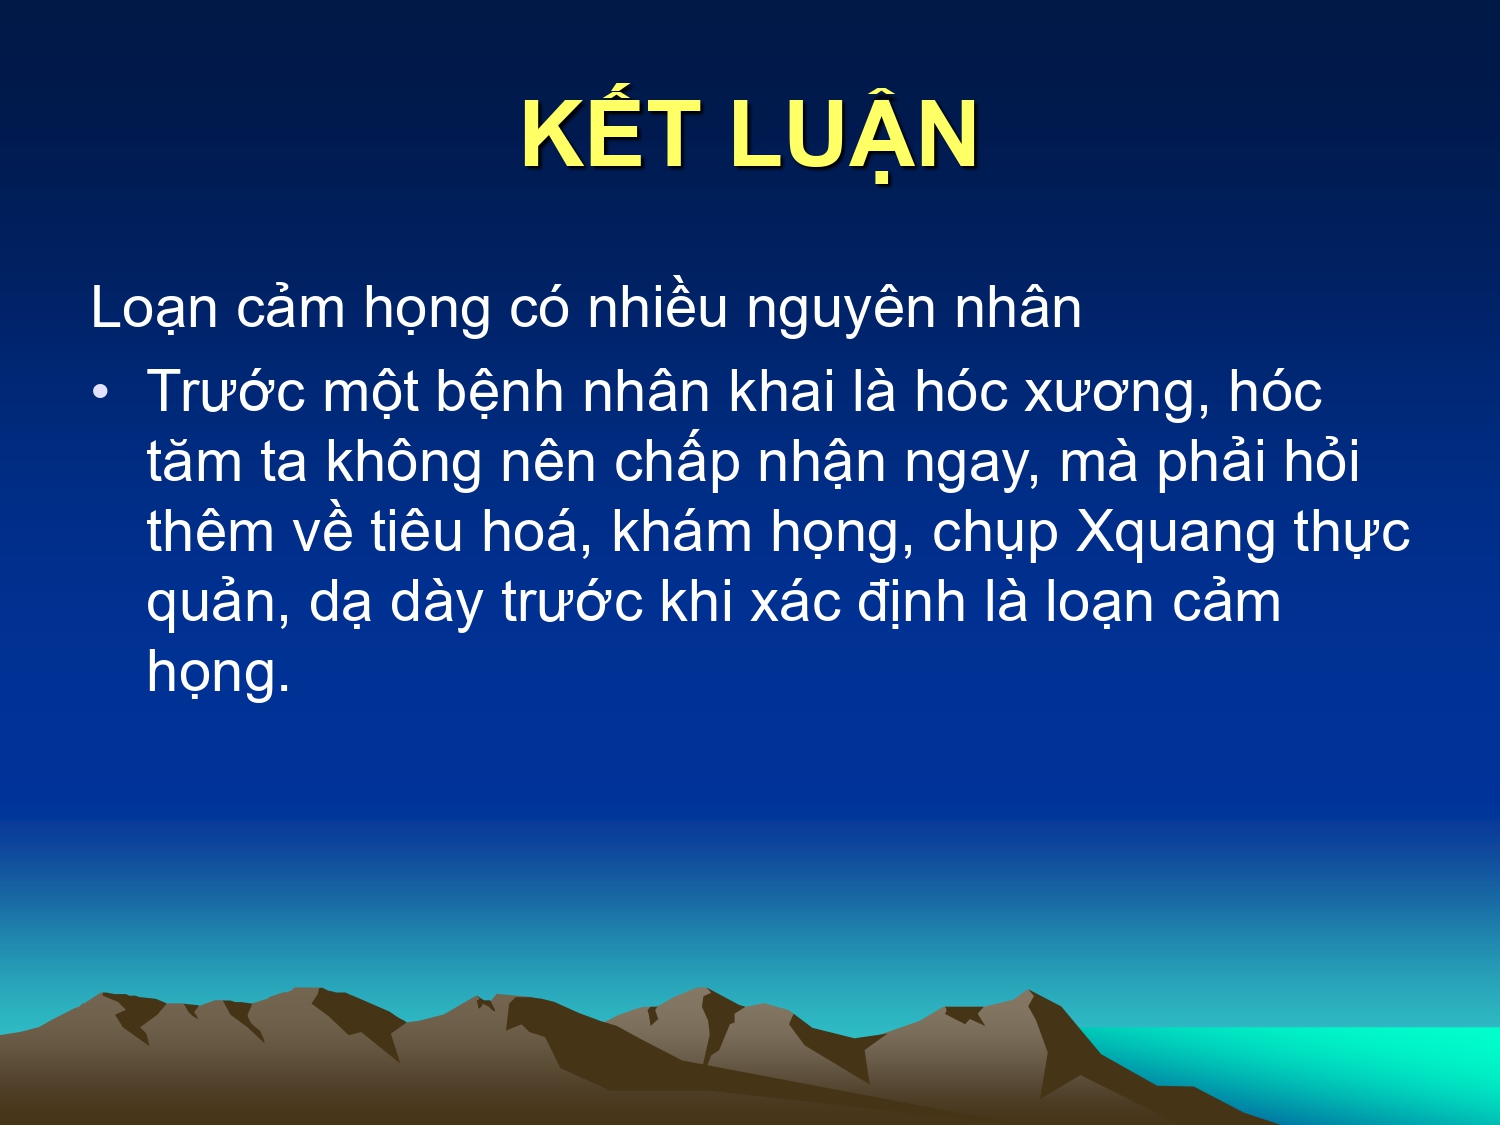 KẾT LUẬN
Loạn cảm họng có nhiều nguyên nhân
• Trước một bệnh nhân khai là hóc xương, hóc
tăm ta không nên chấp nhận ngay, mà phải hỏi
thêm về tiêu hoá, khám họng, chụp Xquang thực
quản, dạ dày trước khi xác định là loạn cảm
họng.